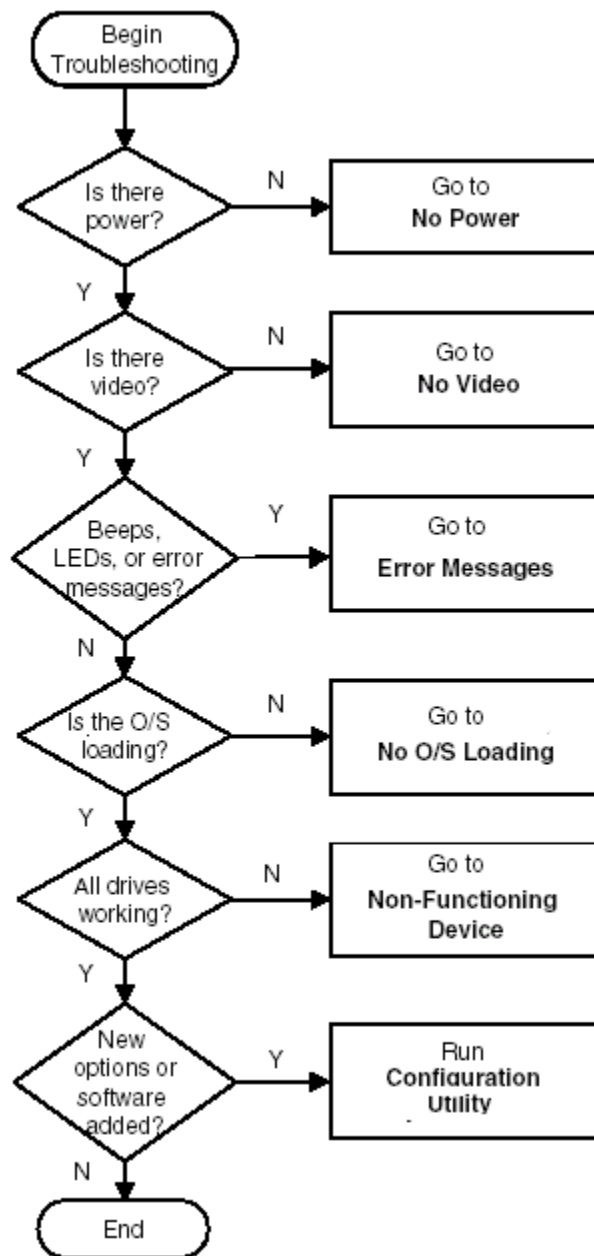 Begin
Troubleshooting
Is there
power?
N
Go to
No Power
Y
Is there
video?
N
Go to
No Video
Y
Beeps,
LEDs, or error
messages?
Y
Go to
Error Messages
N
Is the O/S
loading?
N
Go to
No O/S Loading
Y
All drives
working?
N
Go to
Non-Functioning
Device
Y
New
options or
software
added?
Y
Run
Configuration
Utility
N
End